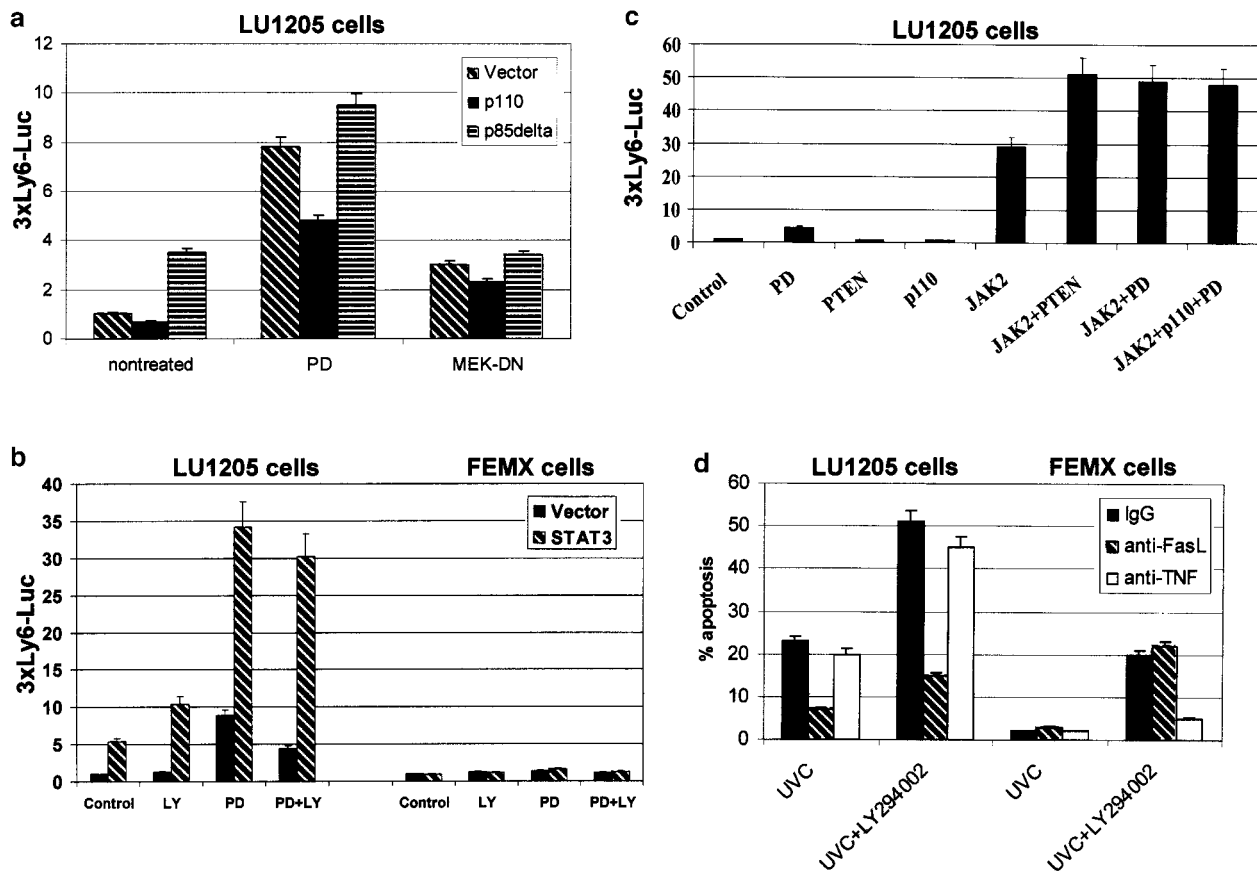 a
LU1205 cells
3xLy6-Luc
12
10
8
6
4
2
0
Vector
p110
p85delta
nontreated PD MEK-DN
c
LU1205 cells
3xLy6-Luc
60
50
40
30
20
10
0
Control PD PTEN p110 JAK2 JAK2+PTEN JAK2+PD JAK2+p110+PD
b
LU1205 cells FEMX cells
3xLy6-Luc
40
35
30
25
20
15
10
5
0
Vector
STAT3
Control LY PD PD+LY Control LY PD PD+LY
d
LU1205 cells FEMX cells
% apoptosis
60
50
40
30
20
10
0
IgG
anti-FasL
anti-TNF
UVC UVC+LY294002 UVC UVC+LY294002